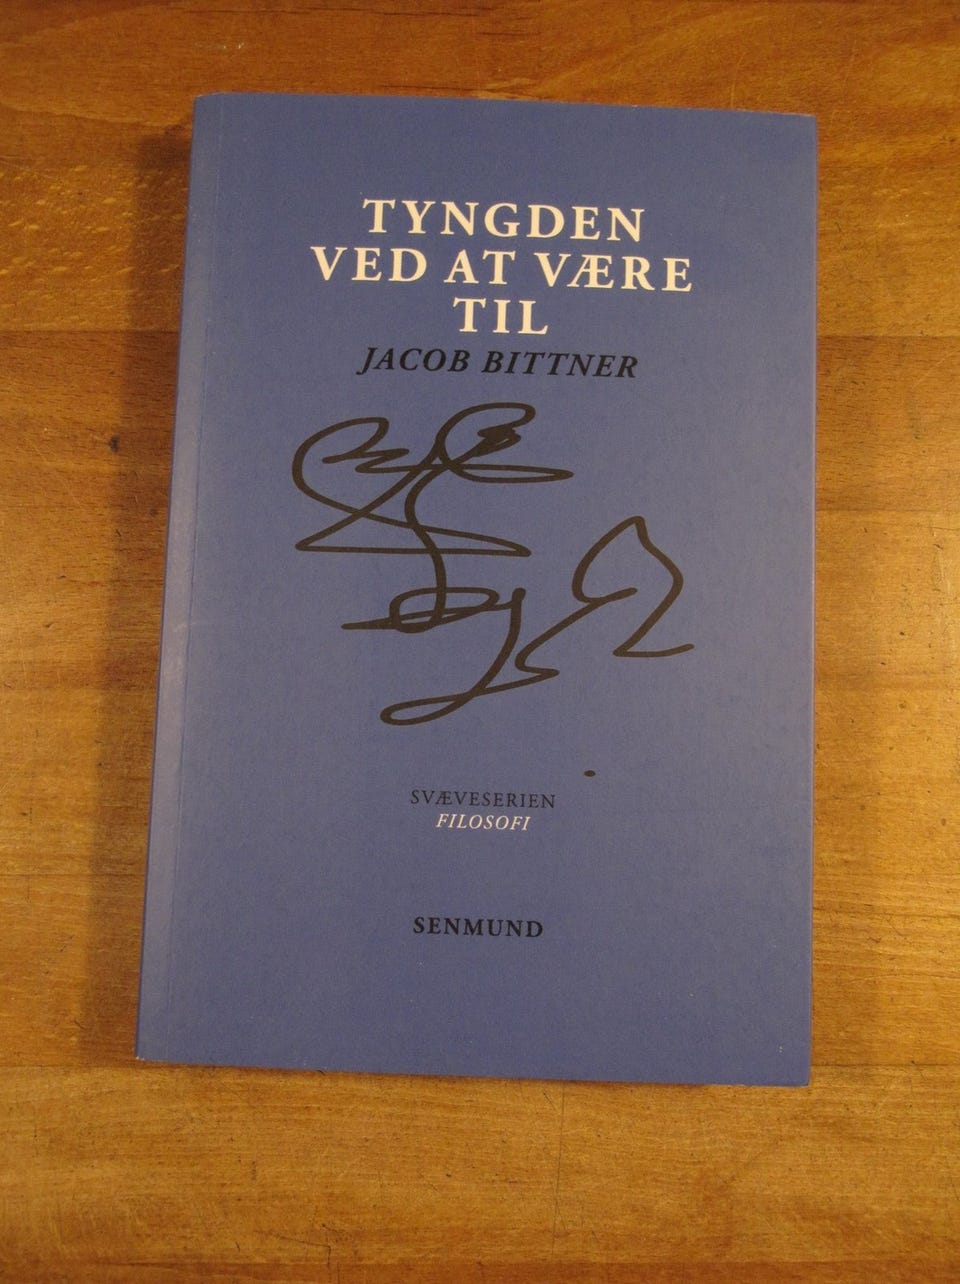 TYNGDEN
VED AT VÆRE
TIL
JACOB BITTNER
SVÆVESERIEN
FILOSOFI
SENMUND